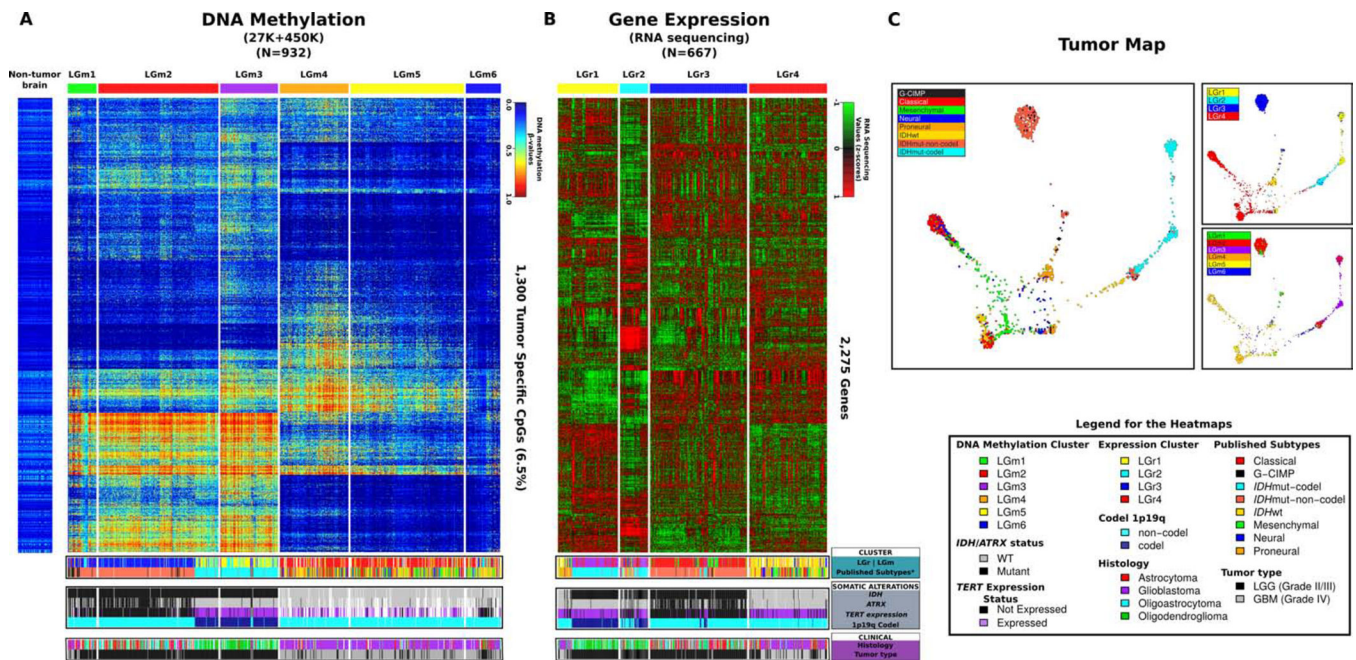 A
DNA Methylation
(27K+450K)
(N=932)
Non-tumor
brain
LGm1
LGm2
LGm3
LGm4
LGm5
LGm6
0.0
0.5
1.0
DNA methylation
β-values
1,300 Tumor Specific CpGs (6.5%)
B
Gene Expression
(RNA sequencing)
(N=667)
LGr1
LGr2
LGr3
LGr4
-1
0
1
RNA Sequencing
Values (z-scores)
2,275 Genes
CLUSTER
LGr | LGm
Published Subtypes*
SOMATIC ALTERATIONS
IDH
ATRX
TERT expression
1p19q Codel
CLINICAL
Histology
Tumor type
C
Tumor Map
G-CIMP
Classical
Mesenchymal
Neural
Proneural
IDHwt
IDHmut-non-codel
IDHmut-codel
LGr1
LGr2
LGr3
LGr4
LGm1
LGm3
LGm4
LGm5
LGm6
Legend for the Heatmaps
DNA Methylation Cluster
LGm1
LGm2
LGm3
LGm4
LGm5
LGm6
IDH/ATRX status
WT
Mutant
TERT Expression
Status
Not Expressed
Expressed
Expression Cluster
LGr1
LGr2
LGr3
LGr4
Codel 1p19q
non-codel
codel
Histology
Astrocytoma
Glioblastoma
Oligoastrocytoma
Oligodendroglioma
Published Subtypes
Classical
G-CIMP
IDHmut-codel
IDHmut-non-codel
IDHwt
Mesenchymal
Neural
Proneural
Tumor type
LGG (Grade II/III)
GBM (Grade IV)